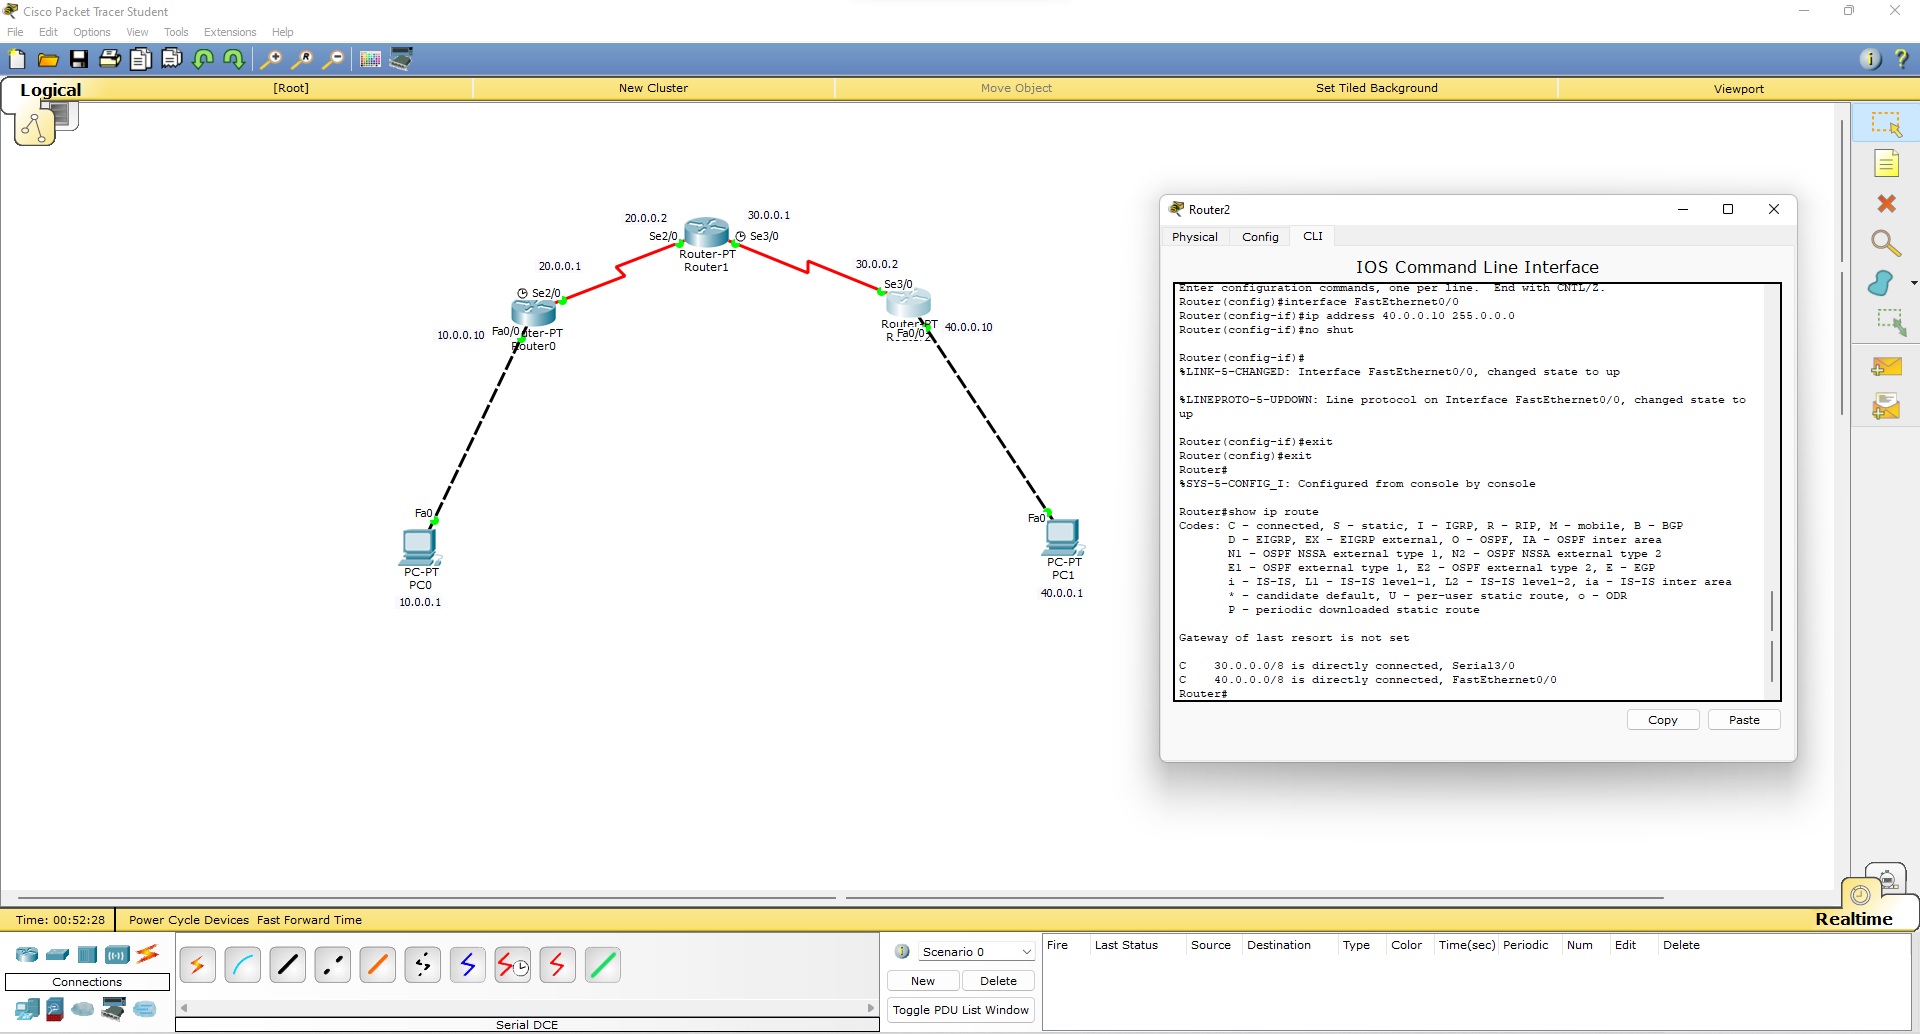 Cisco Packet Tracer Student
File Edit Options View Tools Extensions Help
Logical [Root] New Cluster Move Object Set Tiled Background Viewport
20.0.0.2 30.0.0.1
Se2/0 Se3/0
Router-PT
Router1
20.0.0.1
Se2/0
30.0.0.2
Se3/0
10.0.0.10 Fa0/0 uter-PT
Router0
Router-PT
Fa0/0
40.0.0.10
Fa0
PC-PT
PC0
10.0.0.1
Fa0
PC-PT
PC1
40.0.0.1
Router2
Physical Config CLI
IOS Command Line Interface
Enter configuration commands, one per line. End with CNTL/Z.
Router(config)#interface FastEthernet0/0
Router(config-if)#ip address 40.0.0.10 255.0.0.0
Router(config-if)#no shut
Router(config-if)#
%LINK-5-CHANGED: Interface FastEthernet0/0, changed state to up
%LINEPROTO-5-UPDOWN: Line protocol on Interface FastEthernet0/0, changed state to
up
Router(config-if)#exit
Router(config)#exit
Router#
%SYS-5-CONFIG_I: Configured from console by console
Router#show ip route
Codes: C - connected, S - static, I - IGRP, R - RIP, M - mobile, B - BGP
D - EIGRP, EX - EIGRP external, O - OSPF, IA - OSPF inter area
N1 - OSPF NSSA external type 1, N2 - OSPF NSSA external type 2
E1 - OSPF external type 1, E2 - OSPF external type 2, E - EGP
i - IS-IS, L1 - IS-IS level-1, L2 - IS-IS level-2, ia - IS-IS inter area
* - candidate default, U - per-user static route, o - ODR
P - periodic downloaded static route
Gateway of last resort is not set
C 30.0.0.0/8 is directly connected, Serial3/0
C 40.0.0.0/8 is directly connected, FastEthernet0/0
Router#
Copy Paste
Time: 00:52:28 Power Cycle Devices Fast Forward Time
Realtime
Connections
Serial DCE
Scenario 0
New Delete
Toggle PDU List Window
Fire Last Status Source Destination Type Color Time(sec) Periodic Num Edit Delete